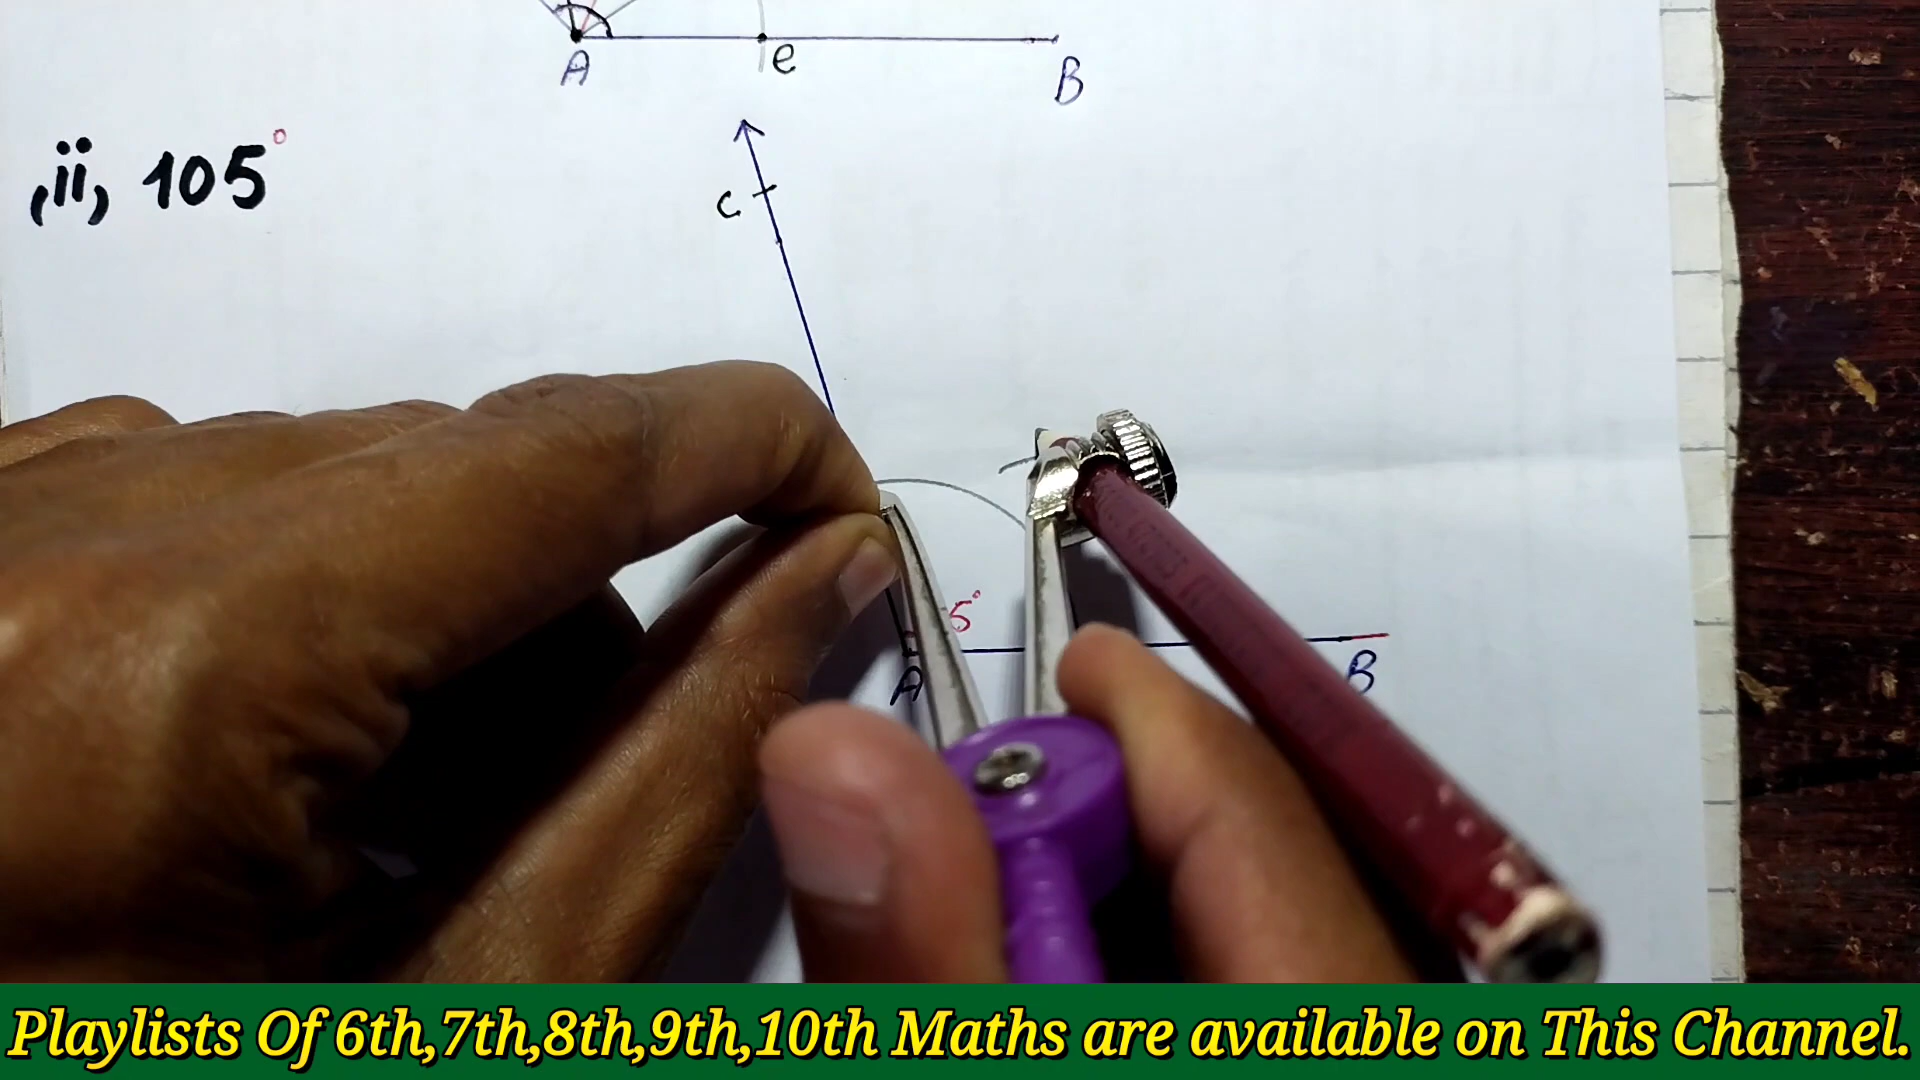 A e B
,ii, 105°
C
5°
A B
Playlists Of 6th,7th,8th,9th,10th Maths are available on This Channel.